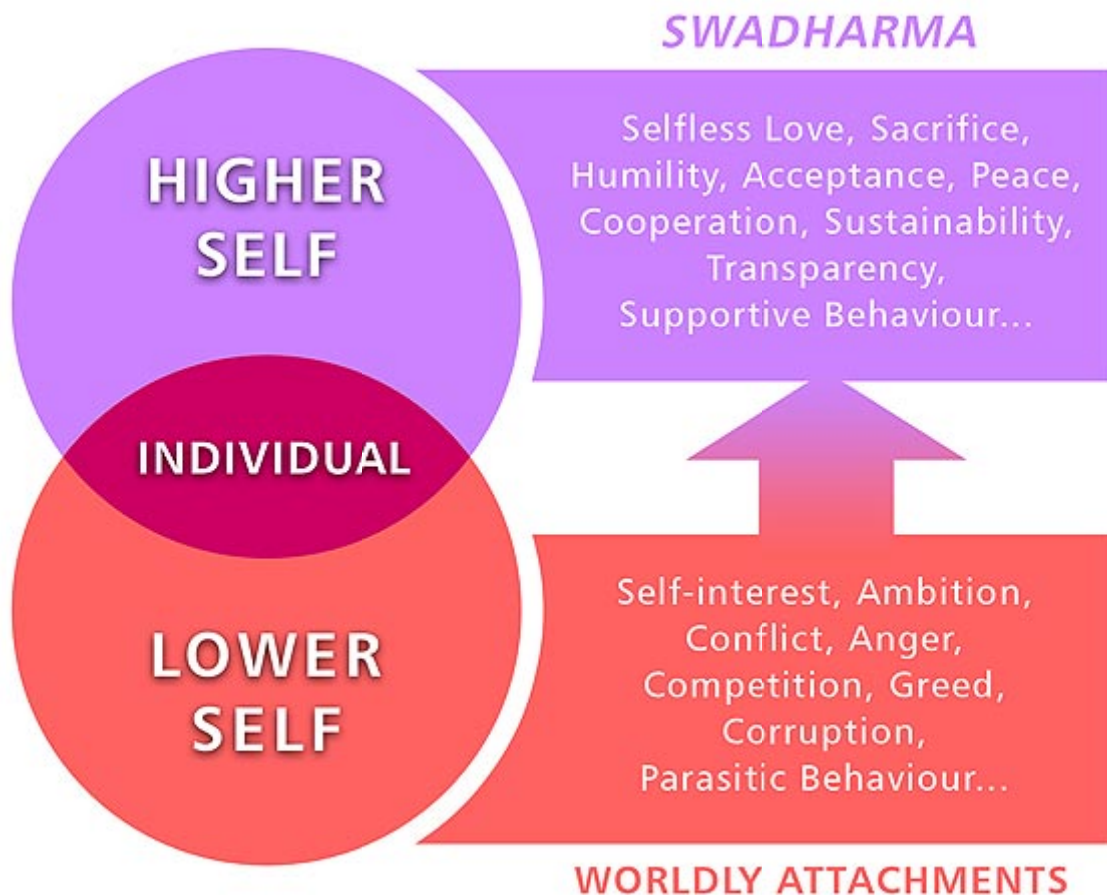 SWADHARMA
HIGHER
SELF
Selfless Love, Sacrifice,
Humility, Acceptance, Peace,
Cooperation, Sustainability,
Transparency,
Supportive Behaviour...
INDIVIDUAL
LOWER
SELF
Self-interest, Ambition,
Conflict, Anger,
Competition, Greed,
Corruption,
Parasitic Behaviour...
WORLDLY ATTACHMENTS